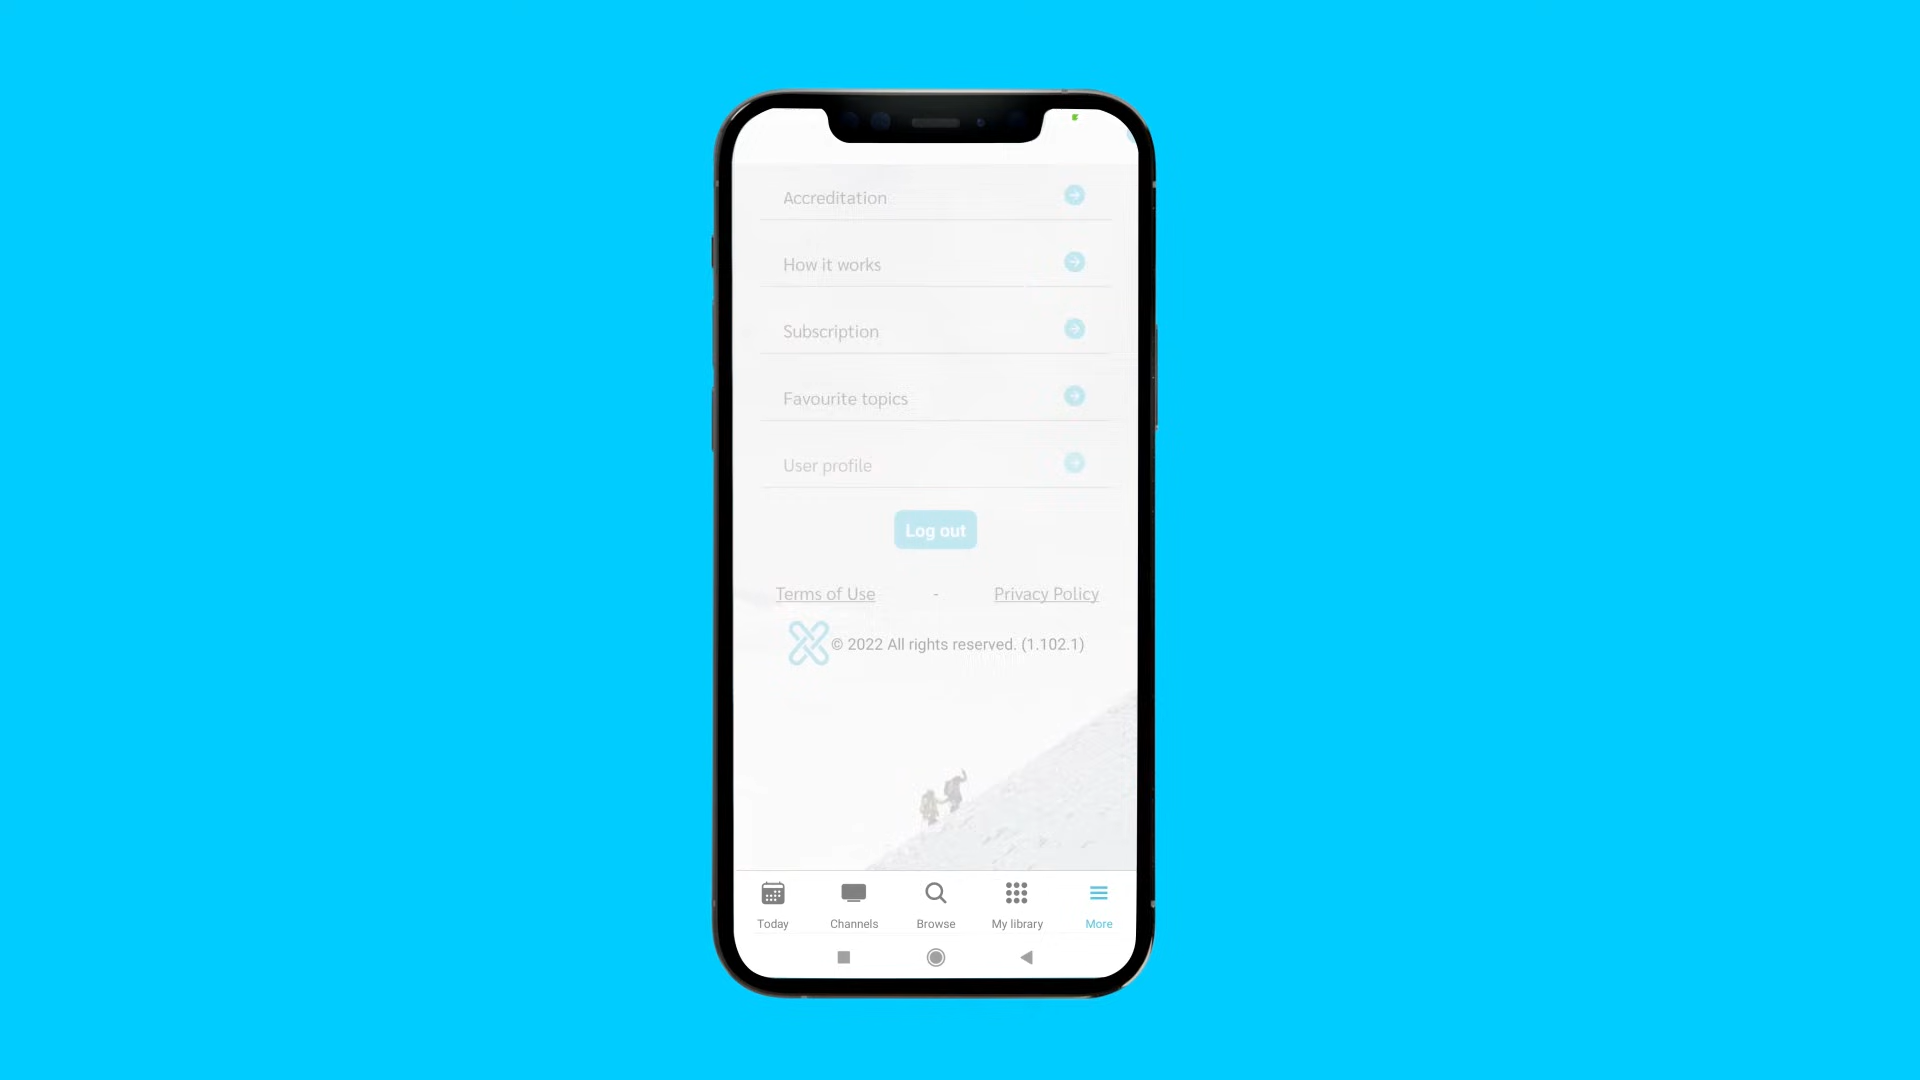 Accreditation
How it works
Subscription
Favourite topics
User profile
Log out
Terms of Use - Privacy Policy
© 2022 All rights reserved. (1.102.1)
Today Channels Browse My library More